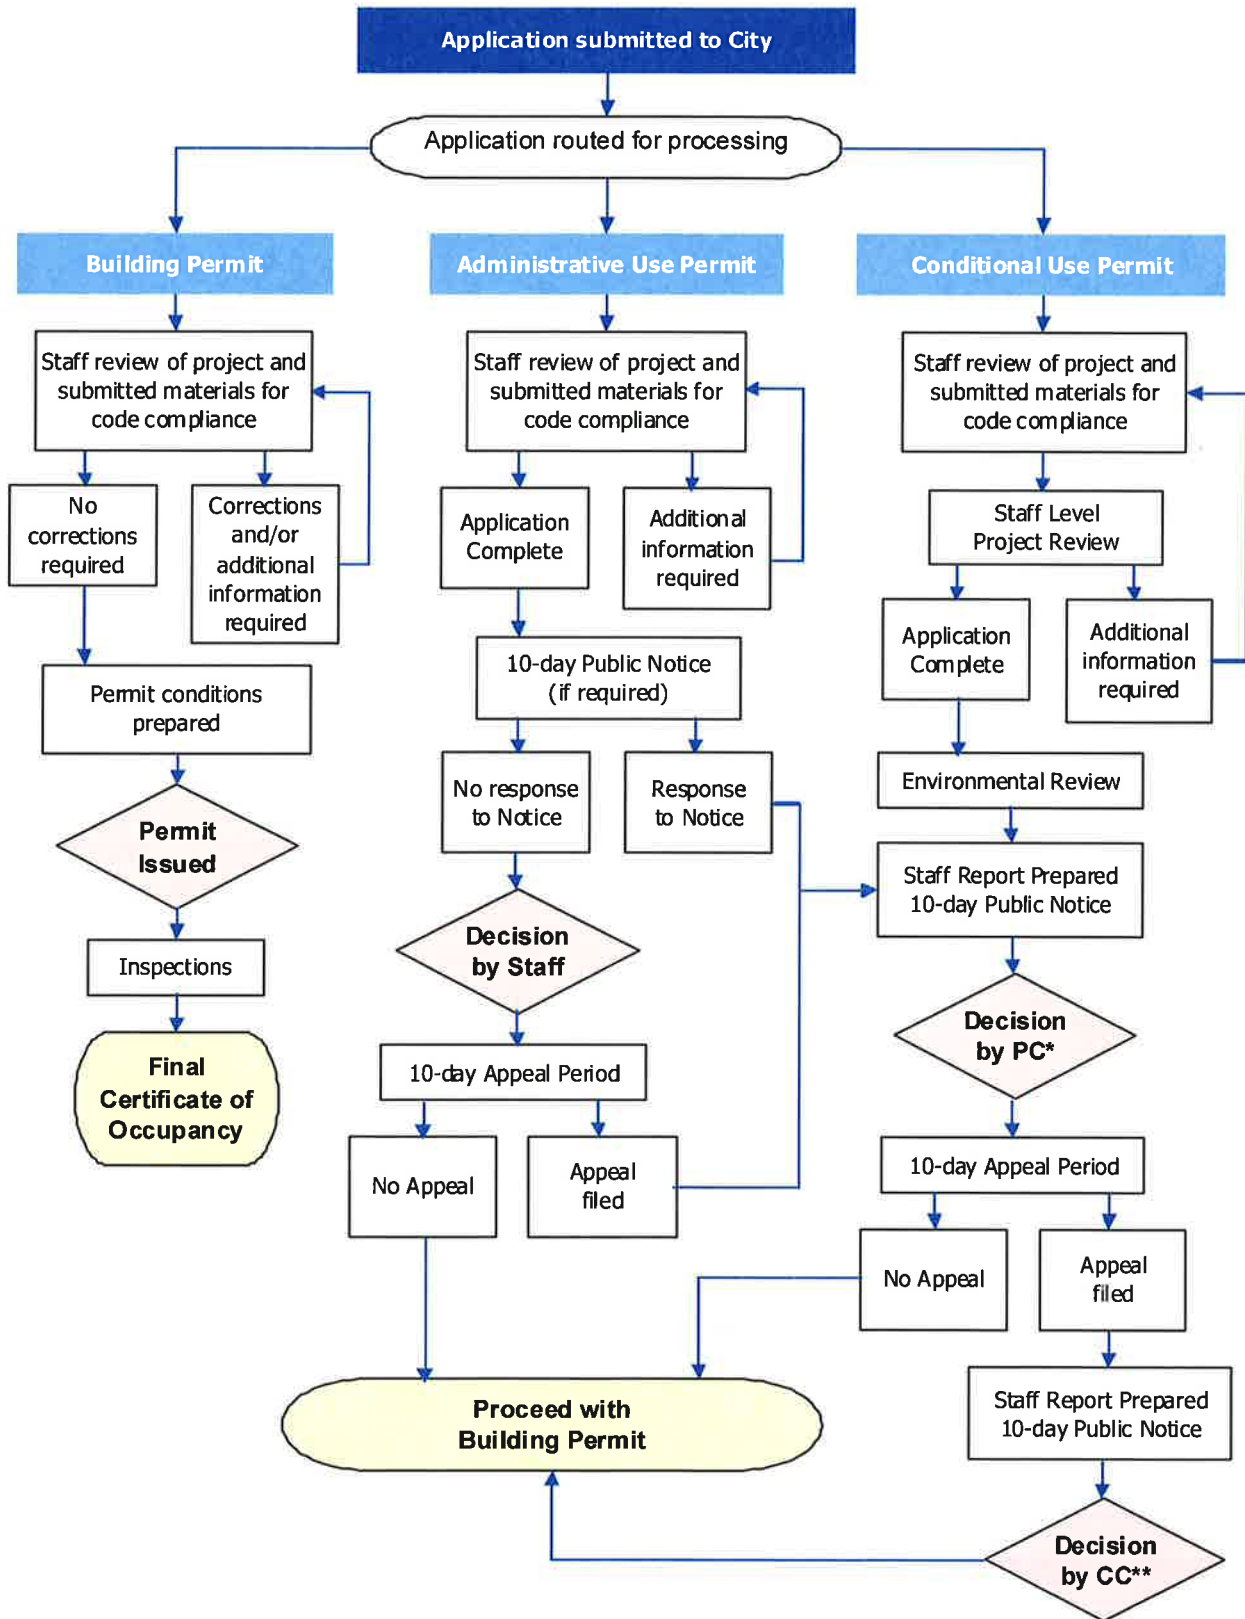 Application submitted to City
Application routed for processing
Building Permit
Administrative Use Permit
Conditional Use Permit
Staff review of project and
submitted materials for
code compliance
Staff review of project and
submitted materials for
code compliance
Staff review of project and
submitted materials for
code compliance
No
corrections
required
Corrections
and/or
additional
information
required
Application
Complete
Additional
information
required
Staff Level
Project Review
Application
Complete
Additional
information
required
10-day Public Notice
(if required)
Permit conditions
prepared
No response
to Notice
Response
to Notice
Environmental Review
Permit
Issued
Staff Report Prepared
10-day Public Notice
Decision
by Staff
Inspections
Decision
by PC*
Final
Certificate of
Occupancy
10-day Appeal Period
No Appeal
Appeal
filed
10-day Appeal Period
No Appeal
Appeal
filed
Proceed with
Building Permit
Staff Report Prepared
10-day Public Notice
Decision
by CC**